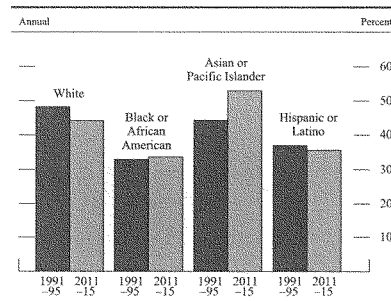 Annual Percent
60
Asian or
Pacific Islander
White
50
Black or
African
American
Hispanic or
Latino
40
30
20
10
1991 2011 1991 2011 1991 2011 1991 2011
–95 –15 –95 –15 –95 –15 –95 –15